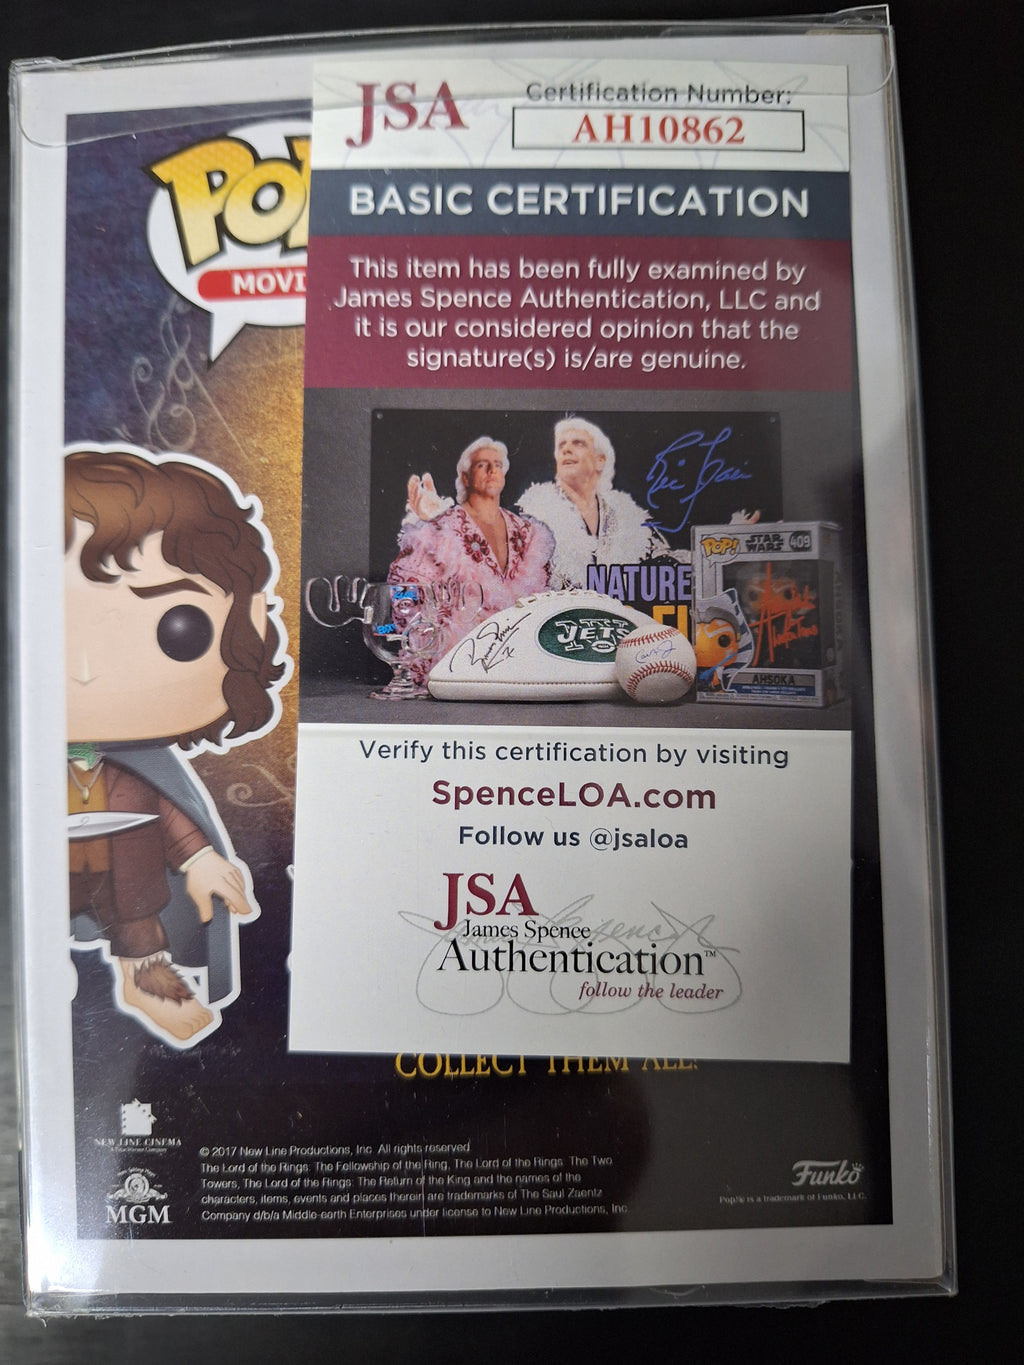 JSA
Certification Number:
AH10862
BASIC CERTIFICATION
This item has been fully examined by
James Spence Authentication, LLC and
it is our considered opinion that the
signature(s) is/are genuine.
POP
MOVI
NATURE
JETS
POP!
STAR
WARS
409
AHSOKA
Verify this certification by visiting
SpenceLOA.com
Follow us @jsaloa
JSA
James Spence
Authentication™
follow the leader
COLLECT THEM ALL!
NEW LINE CINEMA
MGM
© 2017 New Line Productions, Inc. All rights reserved.
The Lord of the Rings: The Fellowship of the Ring, The Lord of the Rings: The Two
Towers, The Lord of the Rings: The Return of the King and the names of the
characters, items, events and places therein are trademarks of The Saul Zaentz
Company d/b/a Middle-earth Enterprises under license to New Line Productions, Inc.
Funko
Pop!® is a trademark of Funko, LLC.